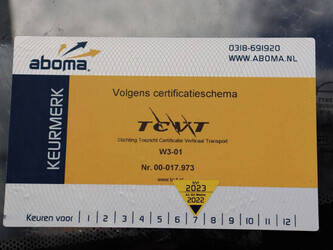 aboma.
0318-691920
WWW.ABOMA.NL
KEURMERK
Volgens certificatieschema
TCVT
Stichting Toezicht Certificatie Verticaal Transport
W3-01
Nr. 00-017.973
2023
2022
Keuren voor 1 2 3 4 5 6 7 8 9 10 11 12